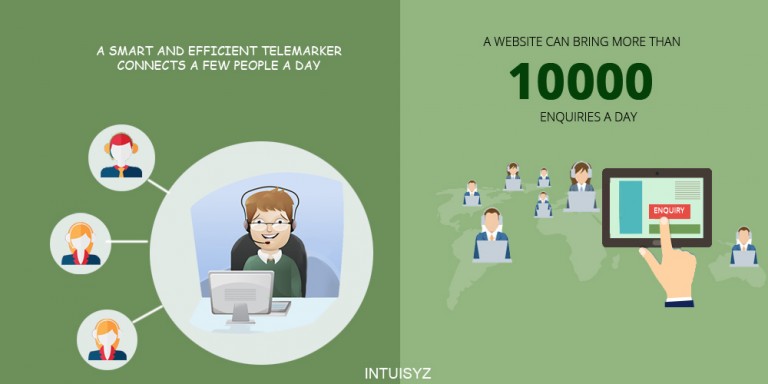 A SMART AND EFFICIENT TELEMARKER
CONNECTS A FEW PEOPLE A DAY
A WEBSITE CAN BRING MORE THAN
10000
ENQUIRIES A DAY
ENQUIRY
INTUISYZ